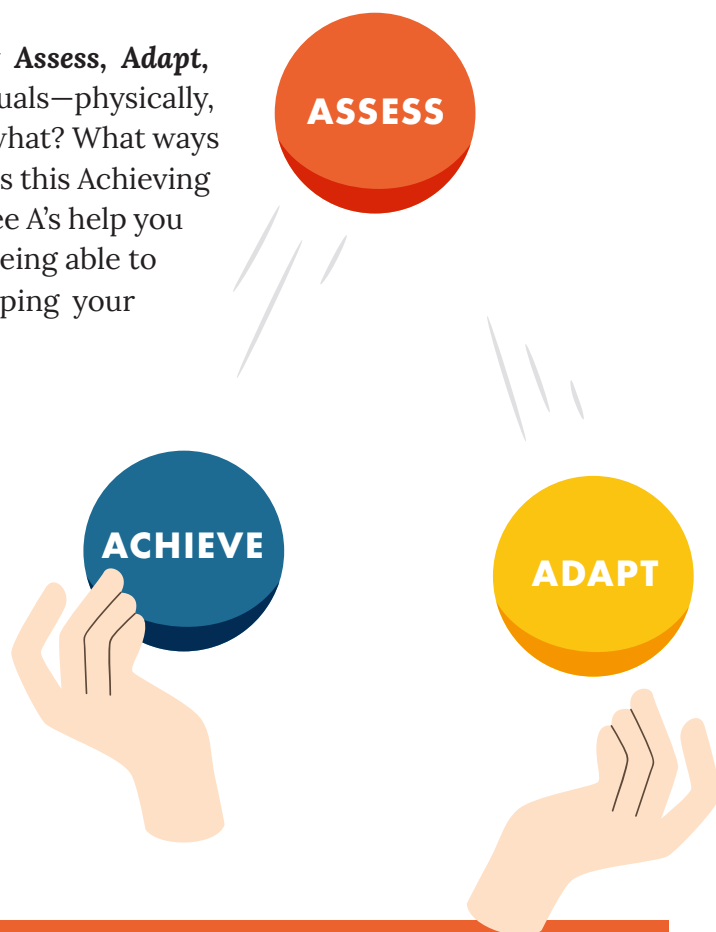 Assess, Adapt,
uals—physically,
what? What ways
s this Achieving
ee A’s help you
eing able to
ping your
ASSESS
ACHIEVE
ADAPT